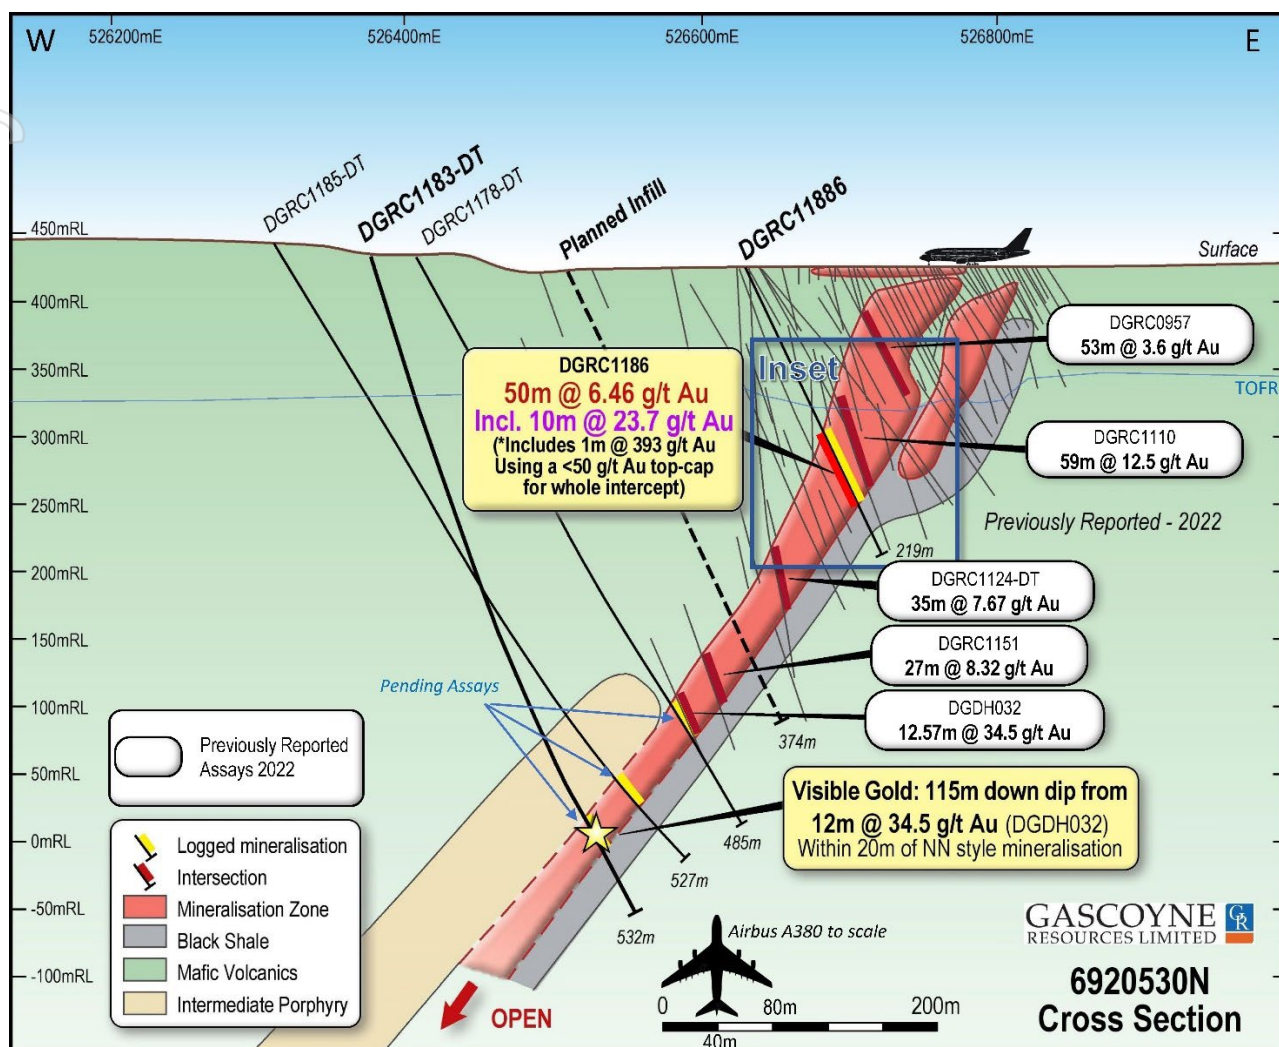 W
526200mE
526400mE
526600mE
526800mE
E
DGRC1185-DT
DGRC1183-DT
DGRC1178-DT
Planned Infill
DGRC11886
Surface
450mRL
400mRL
350mRL
300mRL
250mRL
200mRL
150mRL
100mRL
50mRL
0mRL
-50mRL
-100mRL
TOFR
Inset
DGRC1186
50m @ 6.46 g/t Au
Incl. 10m @ 23.7 g/t Au
(*Includes 1m @ 393 g/t Au
Using a <50 g/t Au top-cap
for whole intercept)
DGRC0957
53m @ 3.6 g/t Au
DGRC1110
59m @ 12.5 g/t Au
Previously Reported - 2022
219m
DGRC1124-DT
35m @ 7.67 g/t Au
DGRC1151
27m @ 8.32 g/t Au
DGDH032
12.57m @ 34.5 g/t Au
374m
Pending Assays
Visible Gold: 115m down dip from
12m @ 34.5 g/t Au (DGDH032)
Within 20m of NN style mineralisation
485m
527m
532m
Previously Reported
Assays 2022
Logged mineralisation
Intersection
Mineralisation Zone
Black Shale
Mafic Volcanics
Intermediate Porphyry
OPEN
Airbus A380 to scale
0
80m
200m
40m
GASCOYNE
RESOURCES LIMITED
GR
6920530N
Cross Section